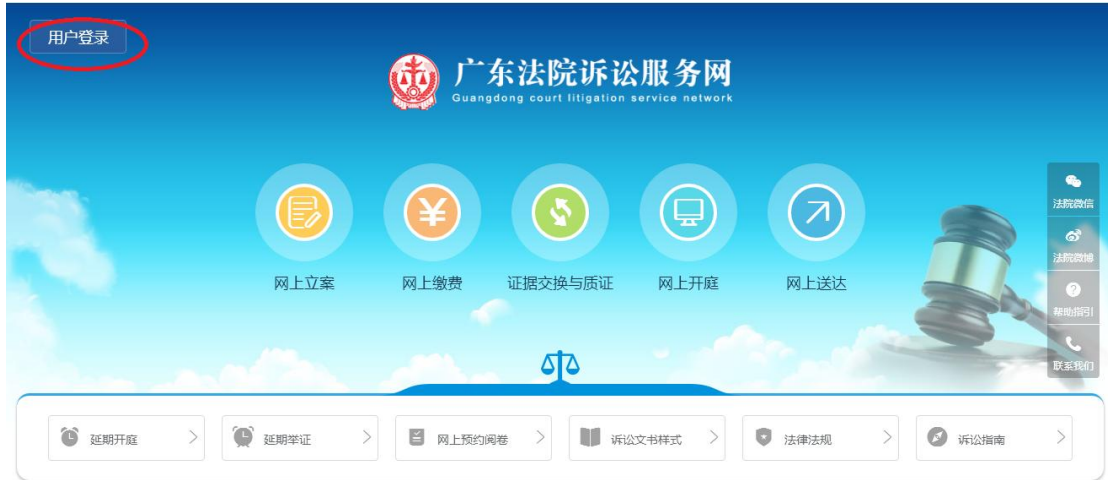 用户登录
广东法院诉讼服务网
Guangdong court litigation service network
网上立案
网上缴费
证据交换与质证
网上开庭
网上送达
法院微信
法院微博
帮助指引
联系我们
延期开庭
延期举证
网上预约阅卷
诉讼文书样式
法律法规
诉讼指南